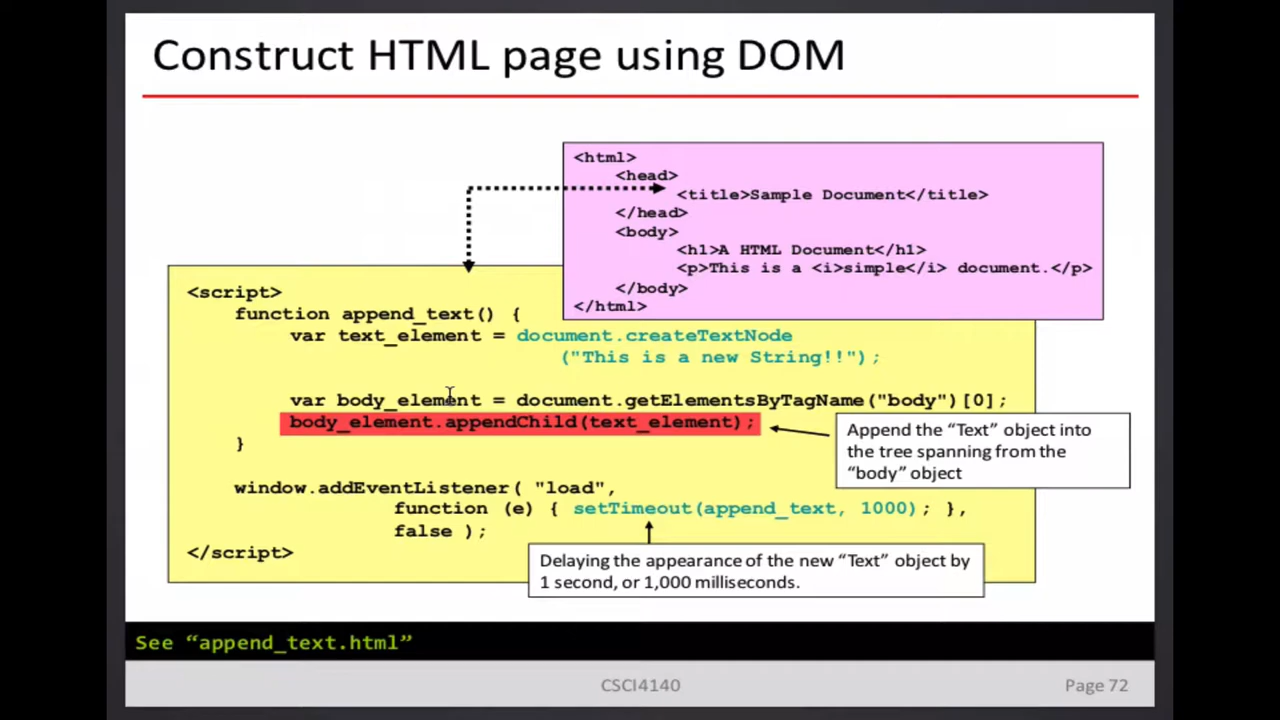 Construct HTML page using DOM
<html>
<head>
<title>Sample Document</title>
</head>
<body>
<h1>A HTML Document</h1>
<p>This is a <i>simple</i> document.</p>
</body>
</html>
<script>
function append_text() {
var text_element = document.createTextNode
("This is a new String!!");
var body_element = document.getElementsByTagName("body")[0];
body_element.appendChild(text_element);
}
Append the “Text” object into
the tree spanning from the
“body” object
window.addEventListener( "load",
function (e) { setTimeout(append_text, 1000); },
false );
</script>
Delaying the appearance of the new “Text” object by
1 second, or 1,000 milliseconds.
See “append_text.html”
CSCI4140
Page 72